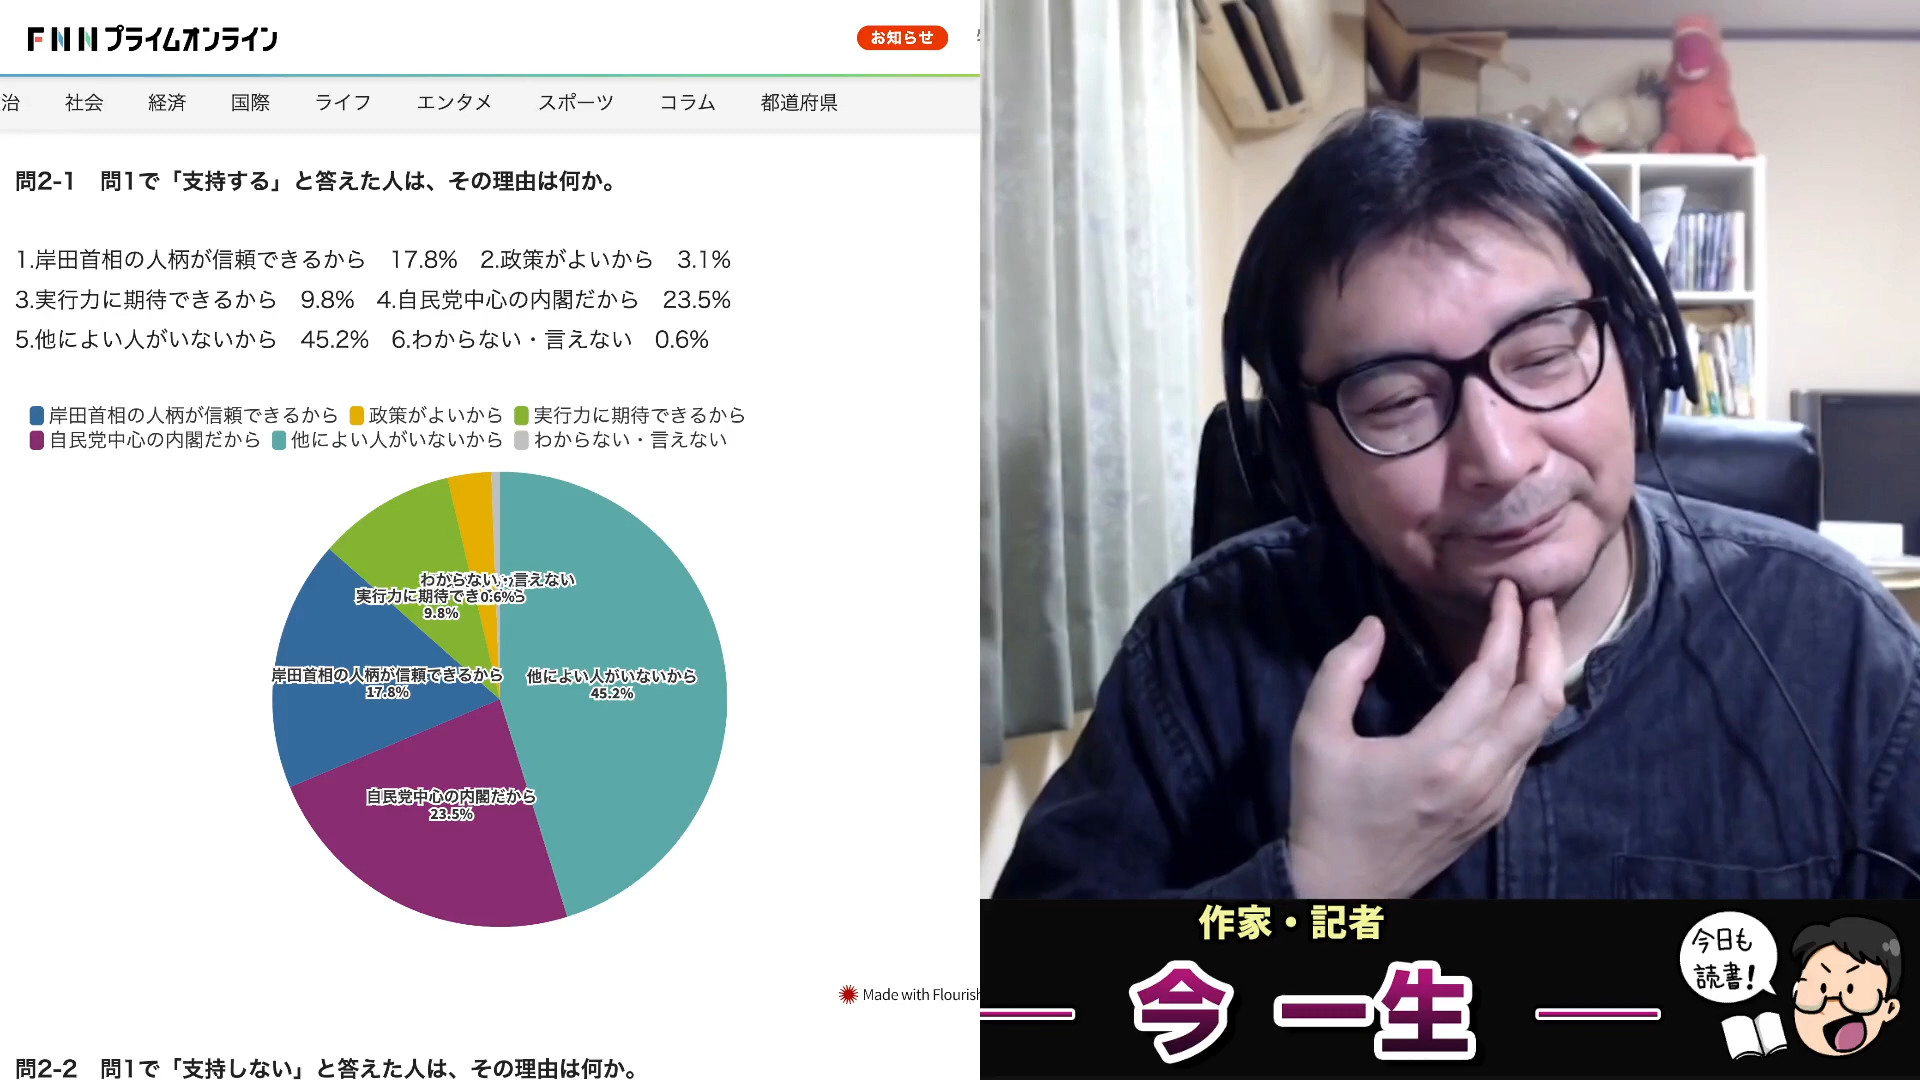 FNNプライムオンライン
お知らせ
治 社会 経済 国際 ライフ エンタメ スポーツ コラム 都道府県
問2-1 問1で「支持する」と答えた人は、その理由は何か。
1.岸田首相の人柄が信頼できるから 17.8% 2.政策がよいから 3.1%
3.実行力に期待できるから 9.8% 4.自民党中心の内閣だから 23.5%
5.他によい人がいないから 45.2% 6.わからない・言えない 0.6%
岸田首相の人柄が信頼できるから 政策がよいから 実行力に期待できるから
自民党中心の内閣だから 他によい人がいないから わからない・言えない
わからない・言えない
0.6%
実行力に期待でき
9.8%
岸田首相の人柄が信頼できるから
17.8%
他によい人がいないから
45.2%
自民党中心の内閣だから
23.5%
Made with Flourish
問2-2 問1で「支持しない」と答えた人は、その理由は何か。
作家・記者
今 一生
今日も
読書!